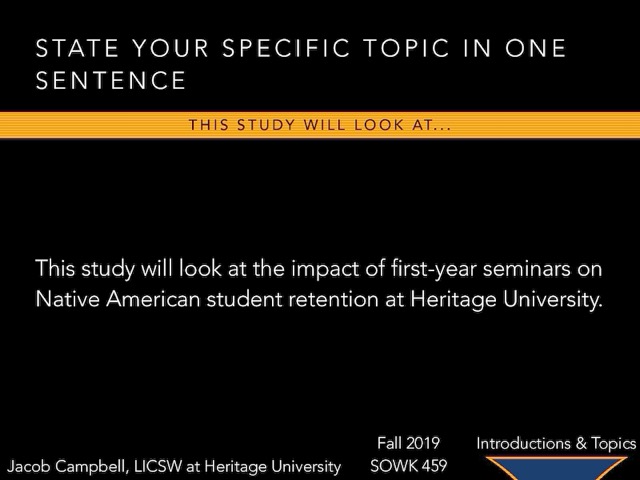 STATE YOUR SPECIFIC TOPIC IN ONE
SENTENCE
THIS STUDY WILL LOOK AT...
This study will look at the impact of first-year seminars on
Native American student retention at Heritage University.
Fall 2019
Introductions & Topics
Jacob Campbell, LICSW at Heritage University
SOWK 459